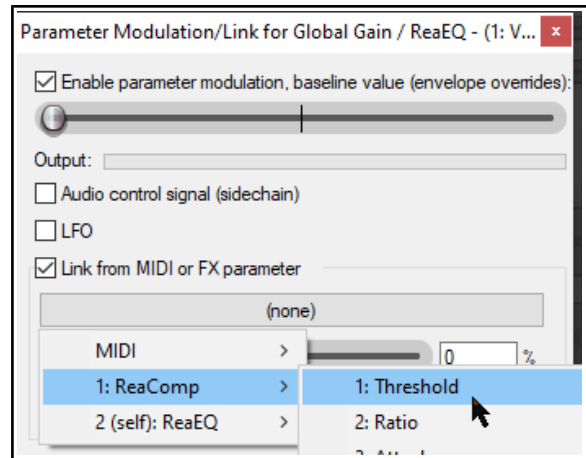 Parameter Modulation/Link for Global Gain / ReaEQ - (1: V... x
Enable parameter modulation, baseline value (envelope overrides):
Output:
Audio control signal (sidechain)
LFO
Link from MIDI or FX parameter
(none)
MIDI >
0 %
1: ReaComp >
1: Threshold
2 (self): ReaEQ >
2: Ratio